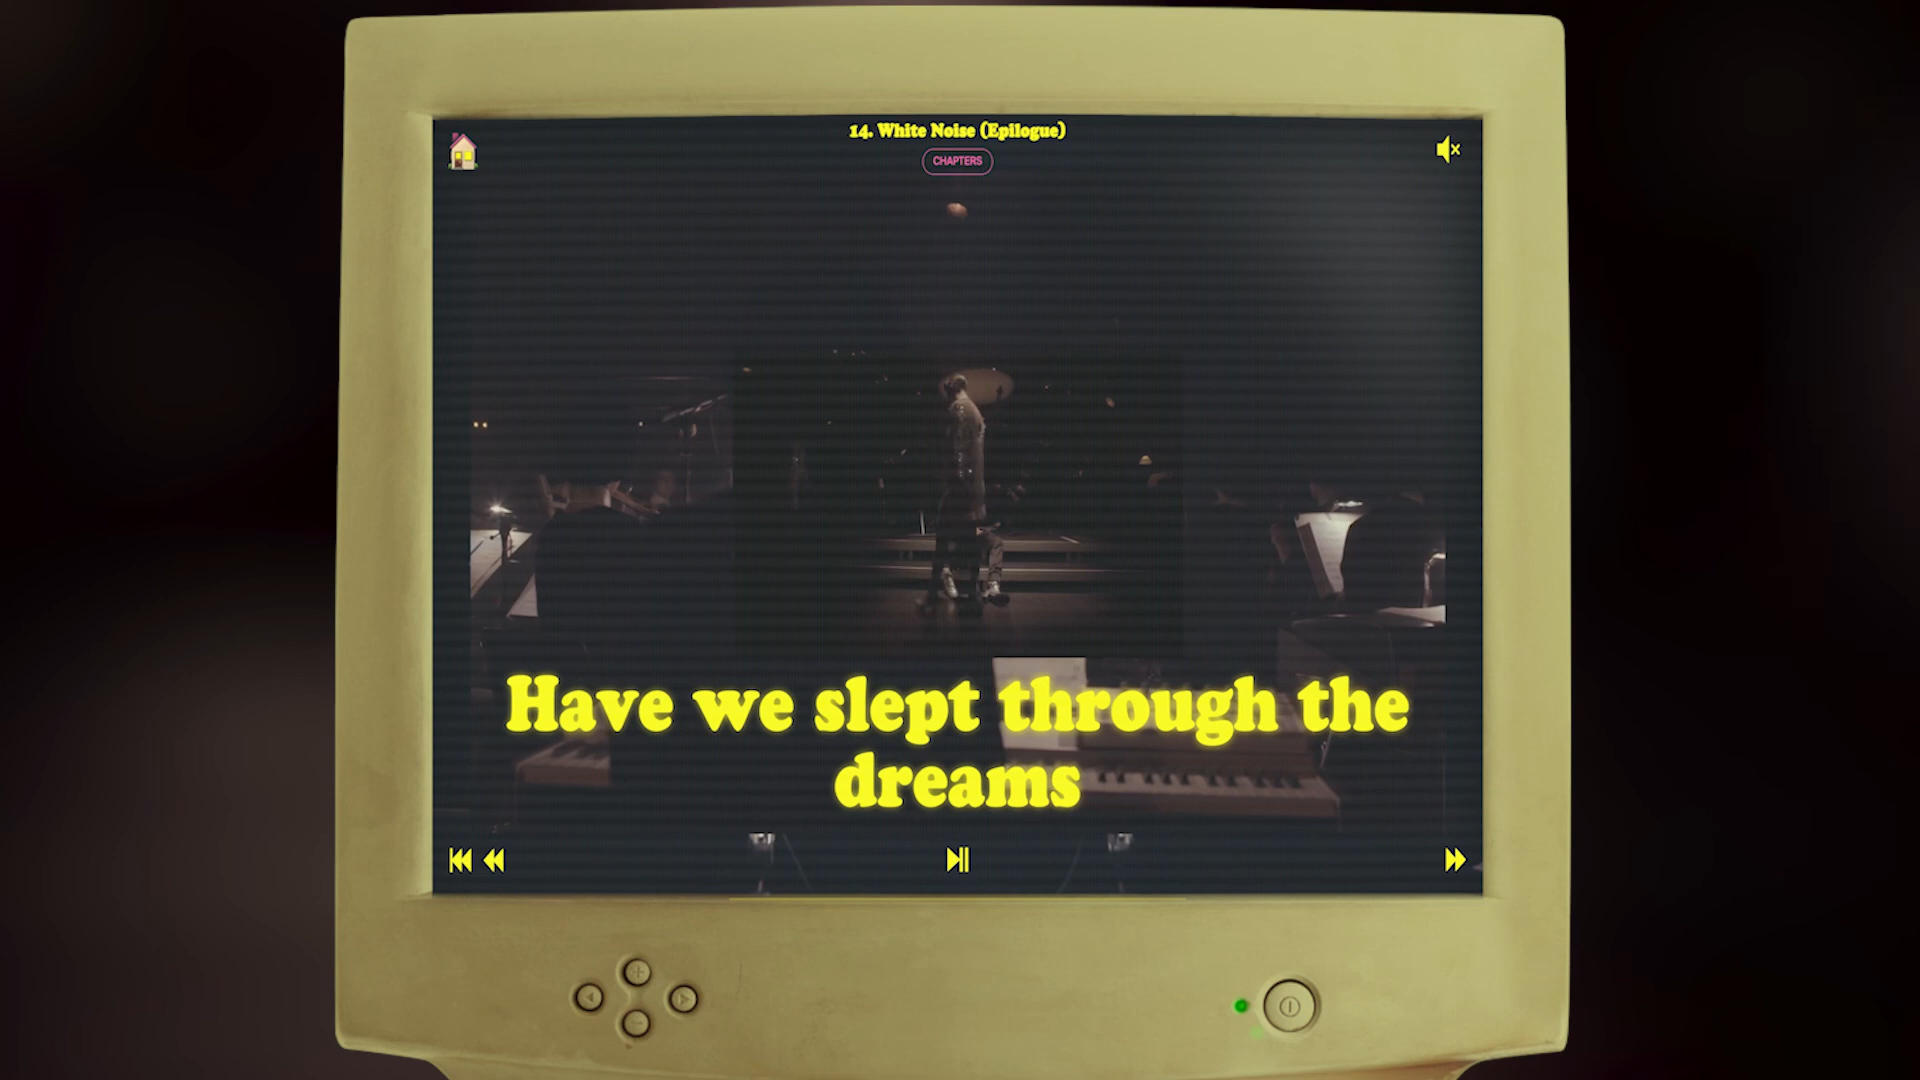 14. White Noise (Epilogue)
CHAPTERS
Have we slept through the
dreams